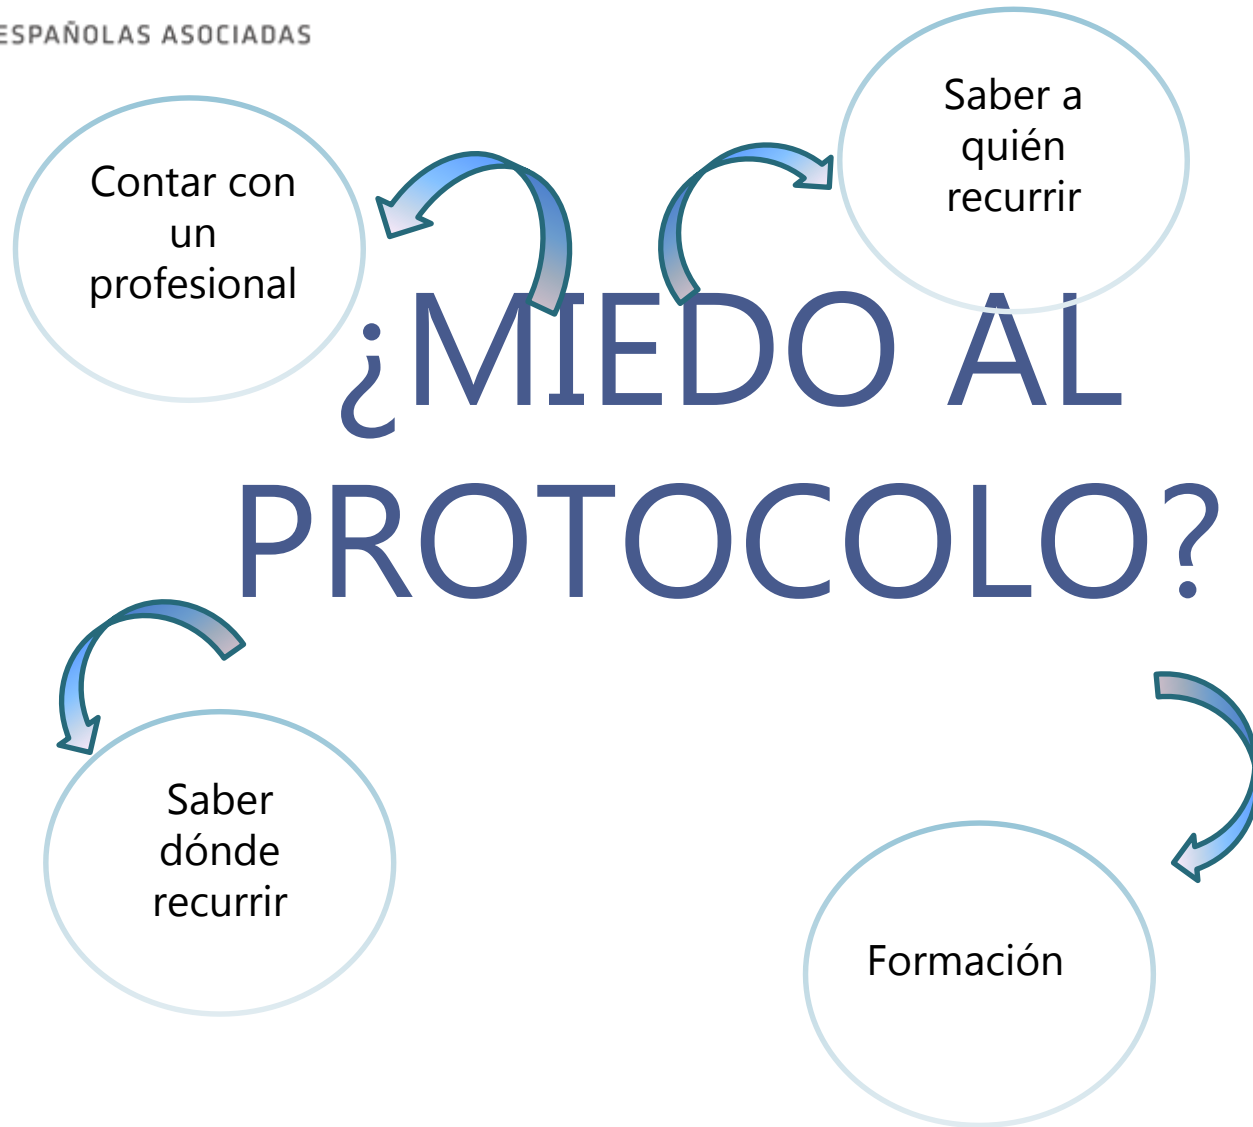 ESPAÑOLAS ASOCIADAS
Contar con
un
profesional
Saber a
quién
recurrir
¿MIEDO AL
PROTOCOLO?
Saber
dónde
recurrir
Formación